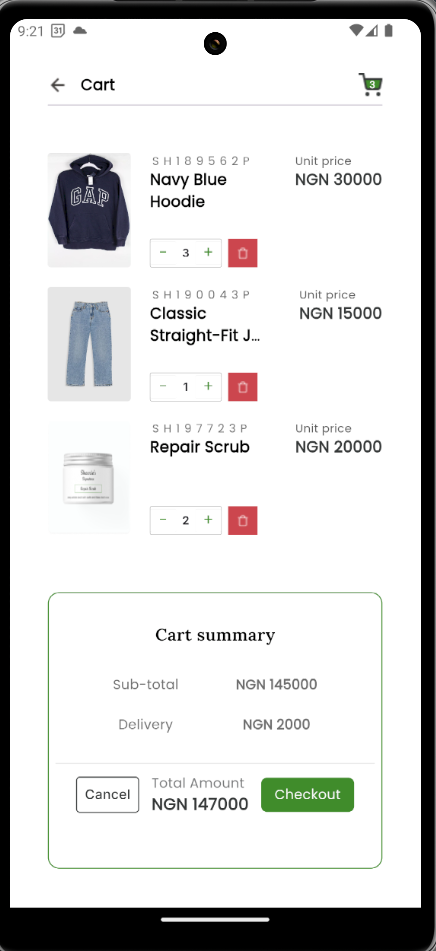 9:21
31
Cart
3
SH189562P
Unit price
Navy Blue
Hoodie
NGN 30000
GAP
- 3 +
SH190043P
Unit price
Classic
Straight-Fit J...
NGN 15000
- 1 +
SH197723P
Unit price
Repair Scrub
NGN 20000
- 2 +
Cart summary
Sub-total
NGN 145000
Delivery
NGN 2000
Cancel
Total Amount
NGN 147000
Checkout